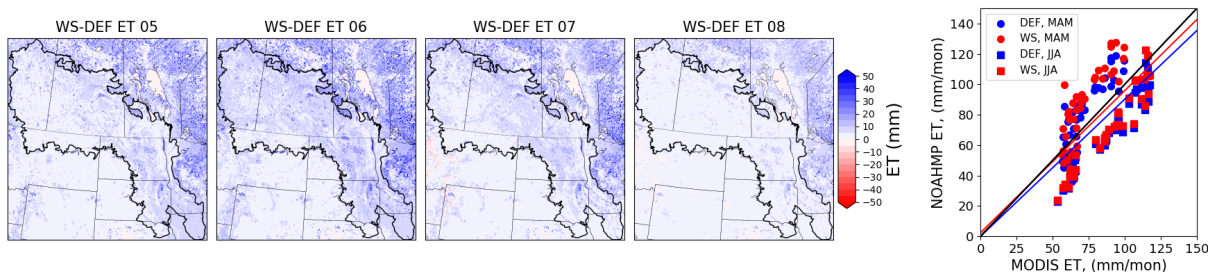 WS-DEF ET 05
WS-DEF ET 06
WS-DEF ET 07
WS-DEF ET 08
50
40
30
20
10
0
−10
−20
−30
−40
−50
ET (mm)
NOAHMP ET, (mm/mon)
140
120
100
80
60
40
20
0
DEF, MAM
WS, MAM
DEF, JJA
WS, JJA
0 25 50 75 100 125 150
MODIS ET, (mm/mon)